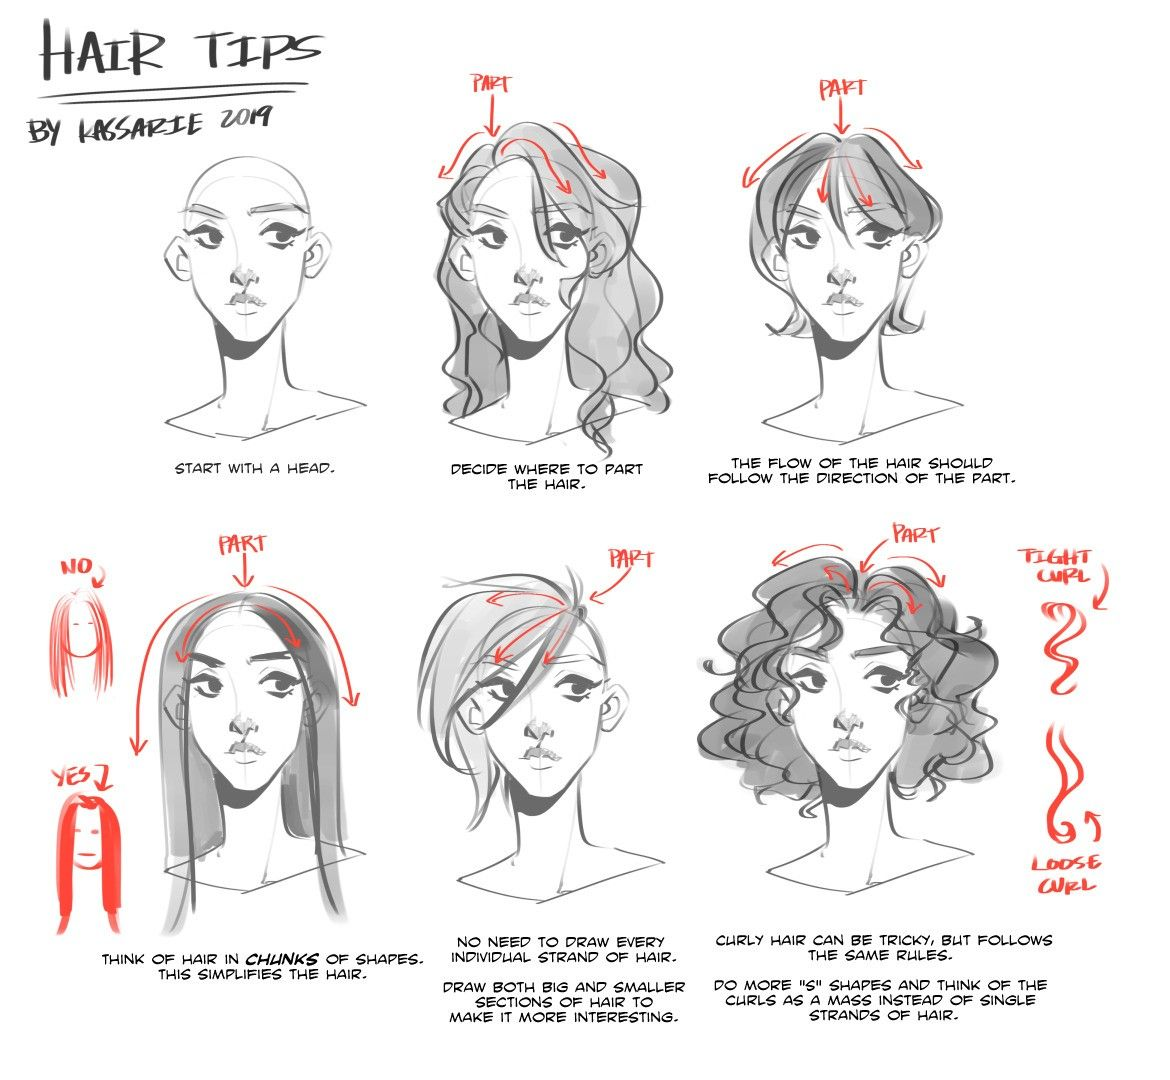 HAIR TIPS
BY KASSARIE 2019
PART
PART
START WITH A HEAD.
DECIDE WHERE TO PART
THE HAIR.
THE FLOW OF THE HAIR SHOULD
FOLLOW THE DIRECTION OF THE PART.
NO
PART
YES
THINK OF HAIR IN CHUNKS OF SHAPES.
THIS SIMPLIFIES THE HAIR.
PART
NO NEED TO DRAW EVERY
INDIVIDUAL STRAND OF HAIR.
DRAW BOTH BIG AND SMALLER
SECTIONS OF HAIR TO
MAKE IT MORE INTERESTING.
PART
TIGHT
CURL
LOOSE
CURL
CURLY HAIR CAN BE TRICKY, BUT FOLLOWS
THE SAME RULES.
DO MORE "S" SHAPES AND THINK OF THE
CURLS AS A MASS INSTEAD OF SINGLE
STRANDS OF HAIR.